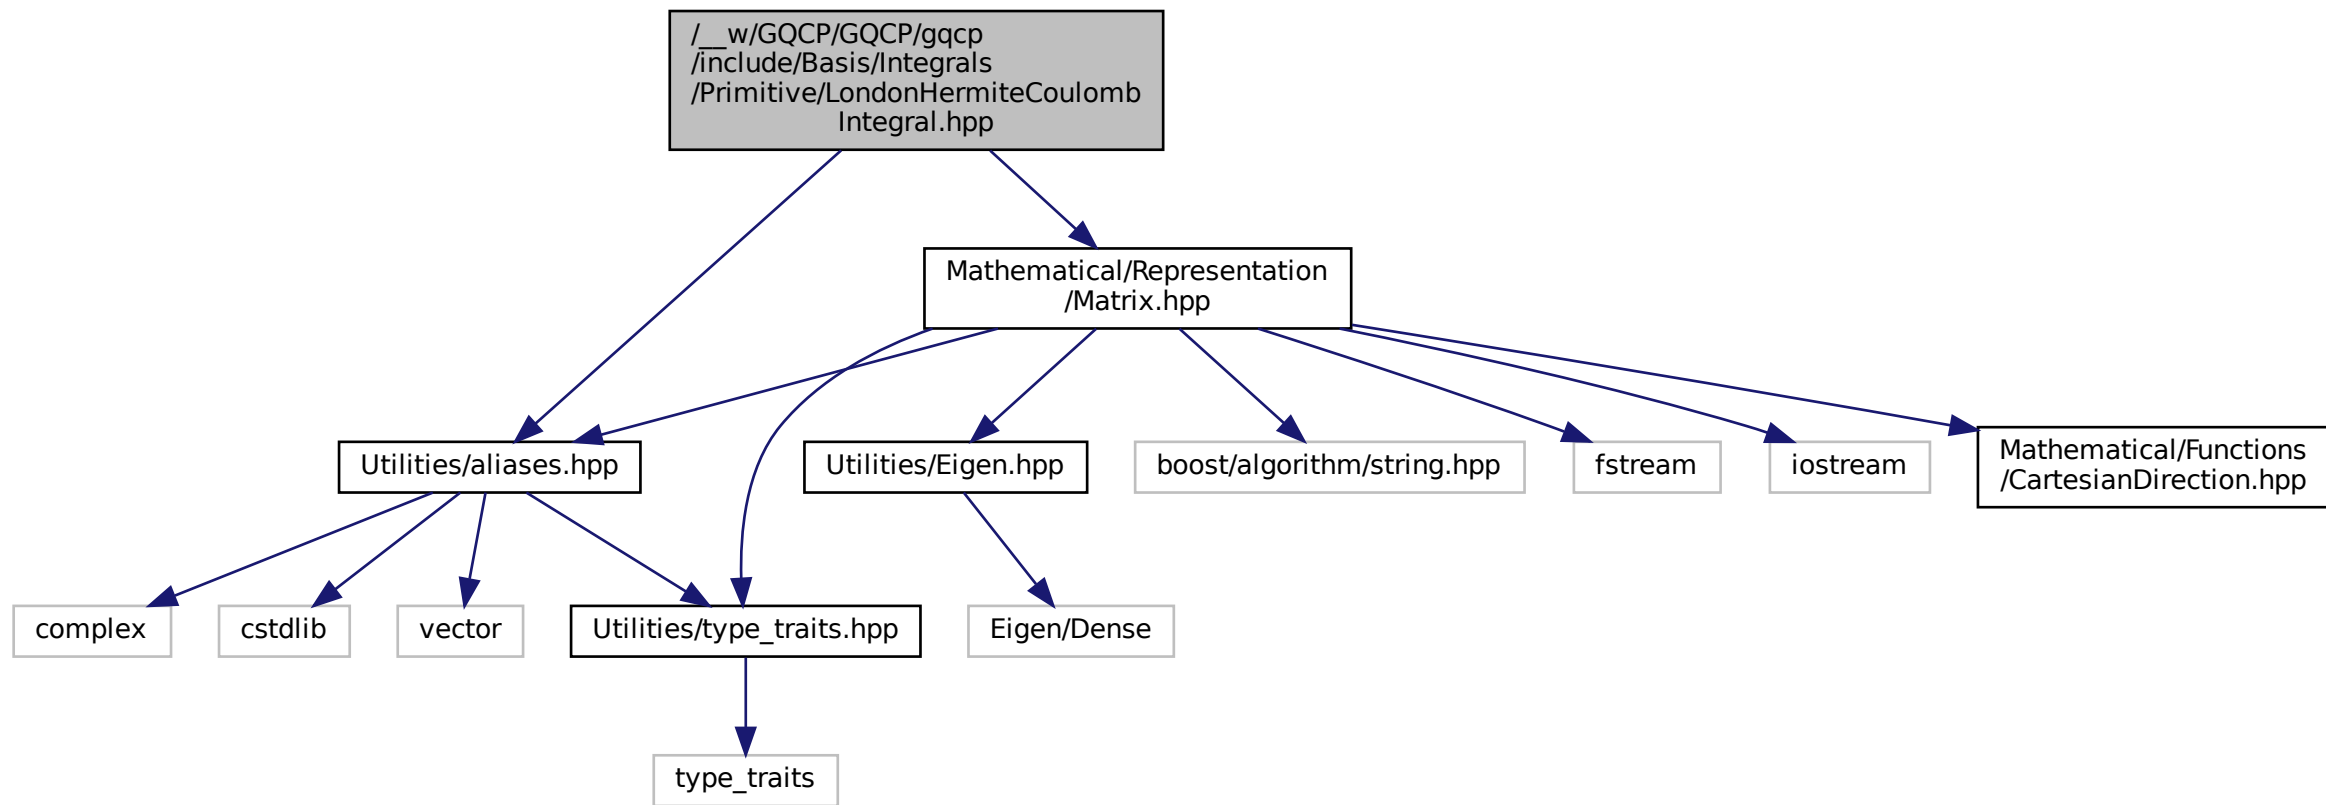 /__w/GQCP/GQCP/gqcp
/include/Basis/Integrals
/Primitive/LondonHermiteCoulomb
Integral.hpp
Mathematical/Representation
/Matrix.hpp
Utilities/aliases.hpp
Utilities/Eigen.hpp
boost/algorithm/string.hpp
fstream
iostream
Mathematical/Functions
/CartesianDirection.hpp
complex
cstdlib
vector
Utilities/type_traits.hpp
Eigen/Dense
type_traits